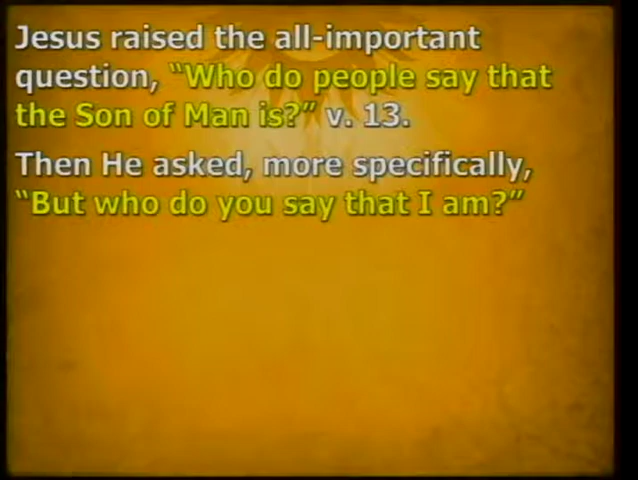 Jesus raised the all-important
question, “Who do people say that
the Son of Man is?” v. 13.
Then He asked, more specifically,
“But who do you say that I am?”